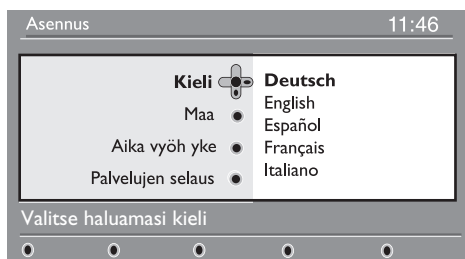 Asennus 11:46
Kieli
Maa
Aika vyöh yke
Palvelujen selaus
Deutsch
English
Español
Français
Italiano
Valitse haluamasi kieli